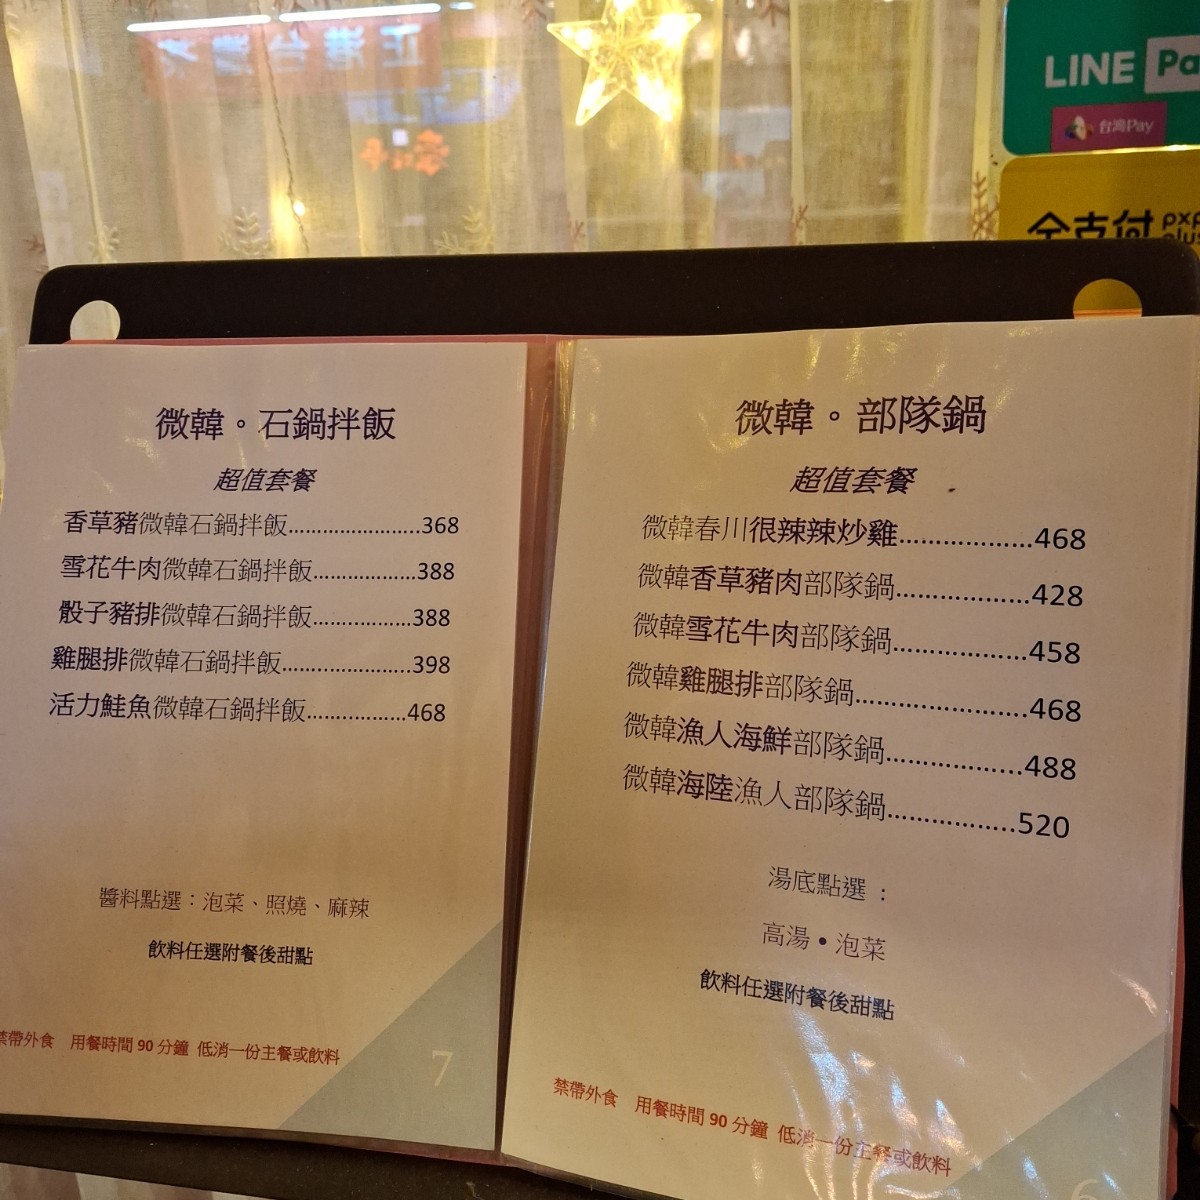 LINE Pa
台灣Pay
全支付
微韓。石鍋拌飯
超值套餐
香草豬微韓石鍋拌飯......................368
雪花牛肉微韓石鍋拌飯.................388
骰子豬排微韓石鍋拌飯.................388
雞腿排微韓石鍋拌飯......................398
活力鮭魚微韓石鍋拌飯.................468
醬料點選：泡菜、照燒、麻辣
飲料任選附餐後甜點
禁帶外食 用餐時間 90 分鐘 低消一份主餐或飲料
7
微韓。部隊鍋
超值套餐
微韓春川很辣辣炒雞..................468
微韓香草豬肉部隊鍋..................428
微韓雪花牛肉部隊鍋..................458
微韓雞腿排部隊鍋.......................468
微韓漁人海鮮部隊鍋..................488
微韓海陸漁人部隊鍋.................520
湯底點選：
高湯•泡菜
飲料任選附餐後甜點
禁帶外食 用餐時間 90 分鐘 低消一份主餐或飲料